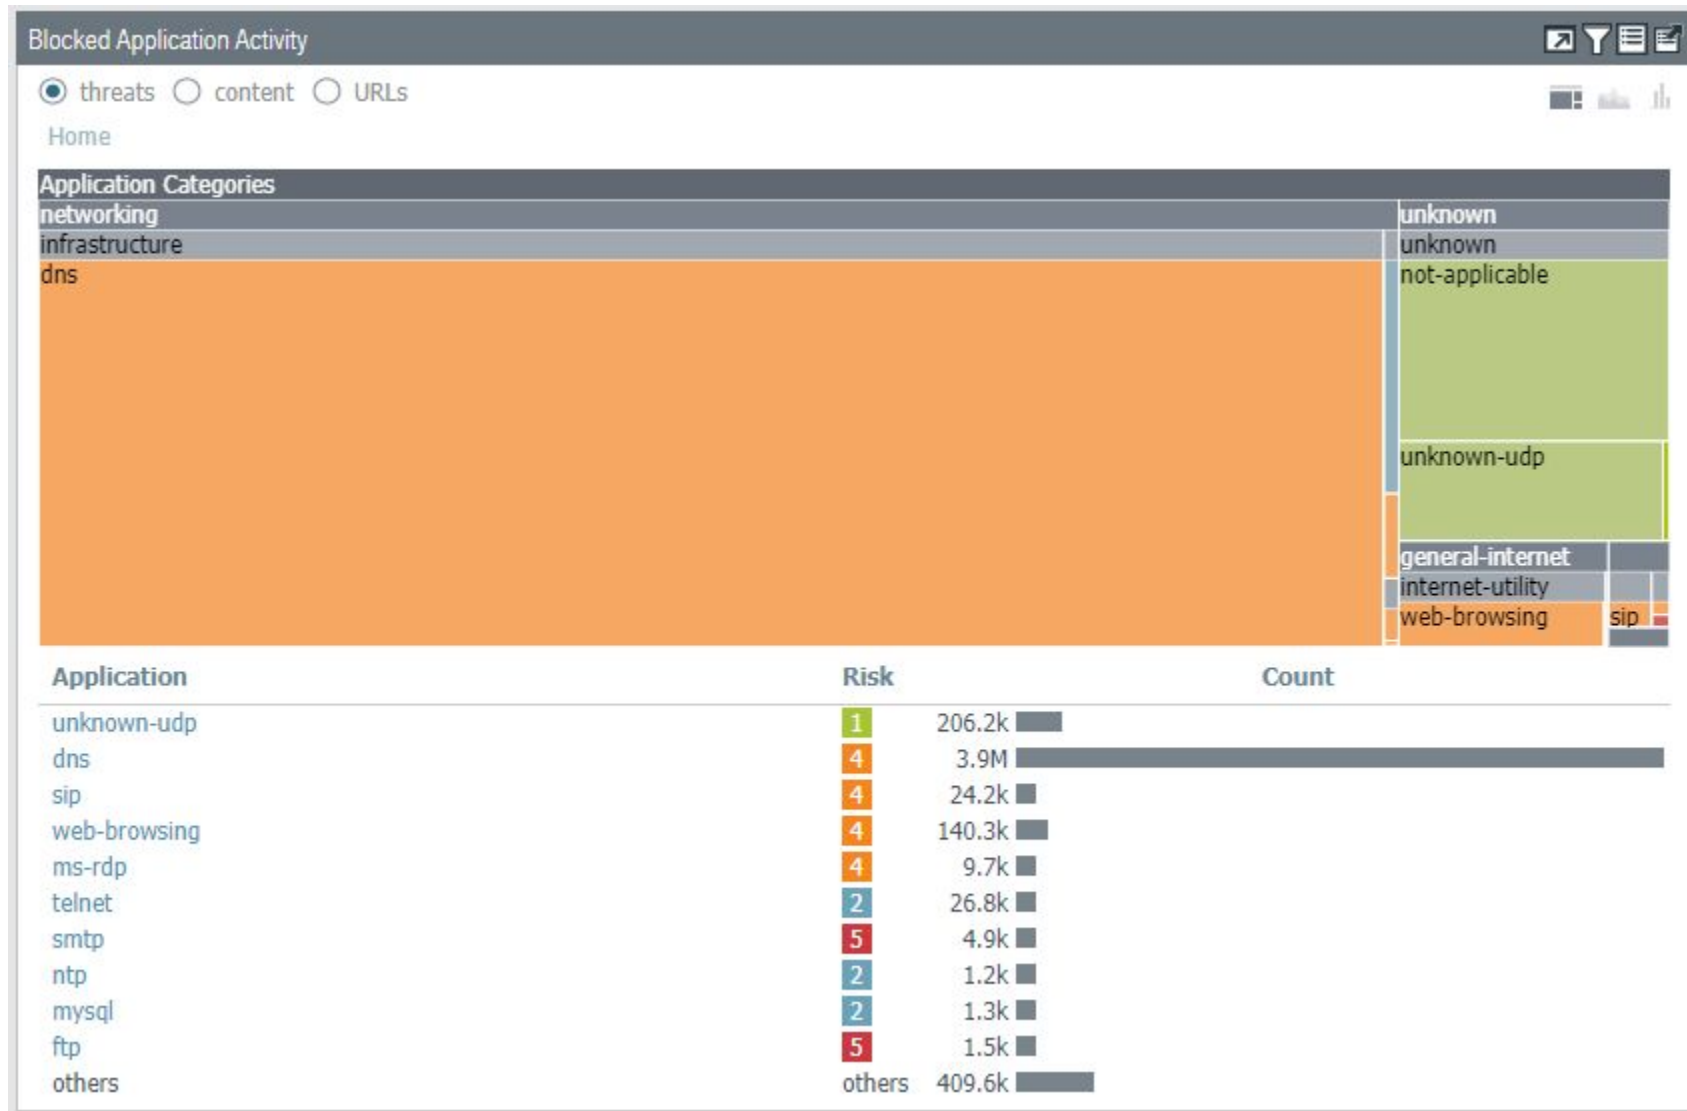 Blocked Application Activity
threats content URLs
Home
Application Categories
networking unknown
infrastructure unknown
dns not-applicable
unknown-udp
general-internet
internet-utility
web-browsing sip
Application Risk Count
unknown-udp 1 206.2k
dns 4 3.9M
sip 4 24.2k
web-browsing 4 140.3k
ms-rdp 4 9.7k
telnet 2 26.8k
smtp 5 4.9k
ntp 2 1.2k
mysql 2 1.3k
ftp 5 1.5k
others others 409.6k